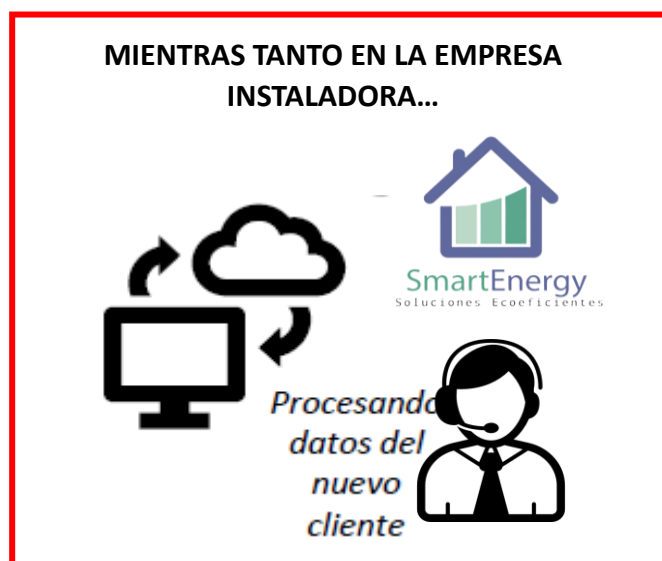 MIENTRAS TANTO EN LA EMPRESA
INSTALADORA…
SmartEnergy
Soluciones Ecoeficientes
Procesando
datos del
nuevo
cliente